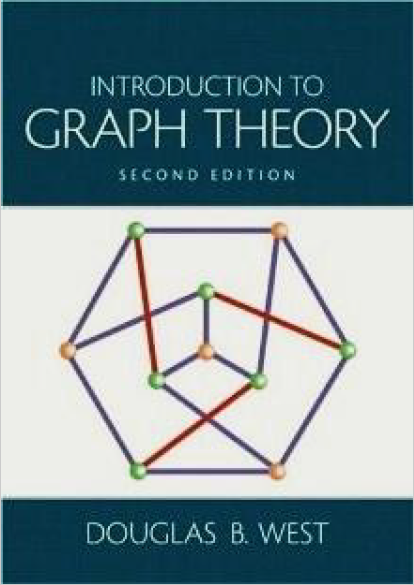 INTRODUCTION TO
GRAPH THEORY
SECOND EDITION
DOUGLAS B. WEST